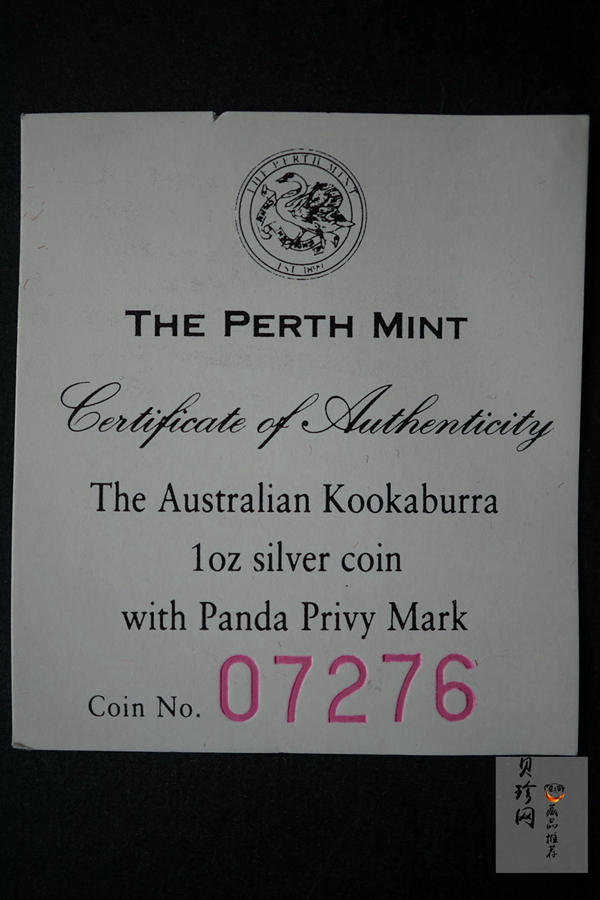 THE PERTH MINT
EST 1899
THE PERTH MINT
Certificate of Authenticity
The Australian Kookaburra
1oz silver coin
with Panda Privy Mark
Coin No. 07276
贝珍网
藏品推荐